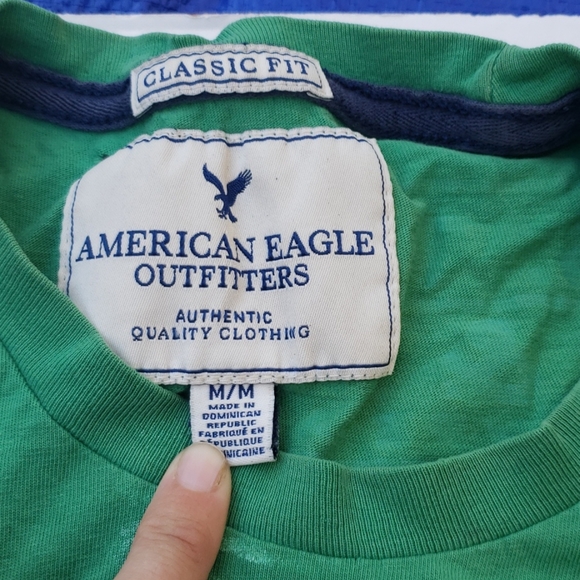 CLASSIC FIT
AMERICAN EAGLE
OUTFITTERS
AUTHENTIC
QUALITY CLOTHING
M/M
MADE IN
DOMINICAN
REPUBLIC
FABRIQUÉ EN
RÉPUBLIQUE